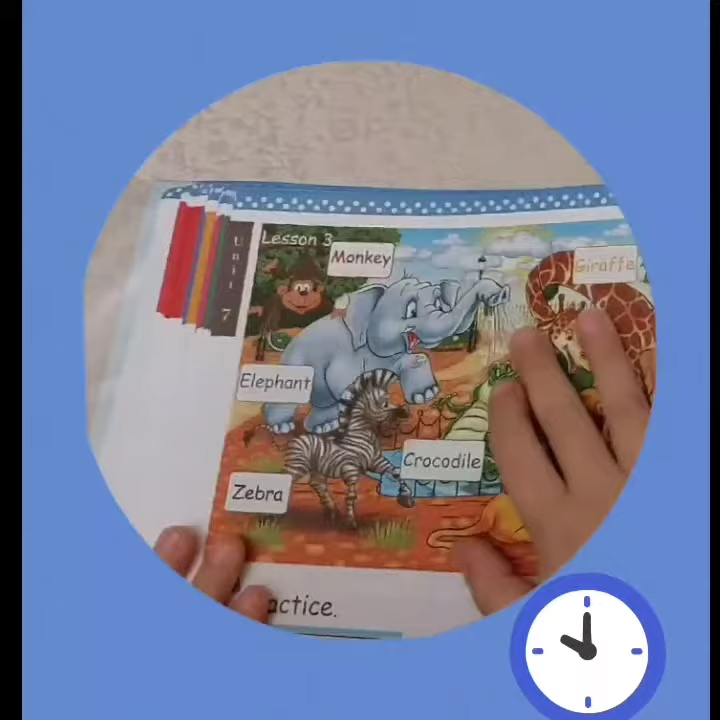 Unit 7
Lesson 3
Monkey
Giraffe
Elephant
Crocodile
Zebra
actice.